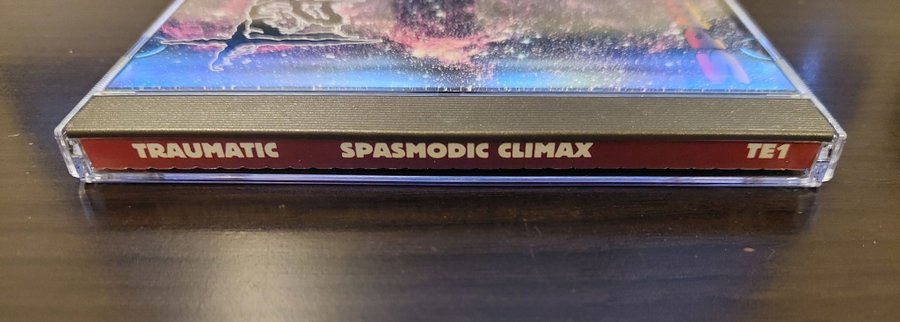 TRAUMATIC SPASMODIC CLIMAX TE1